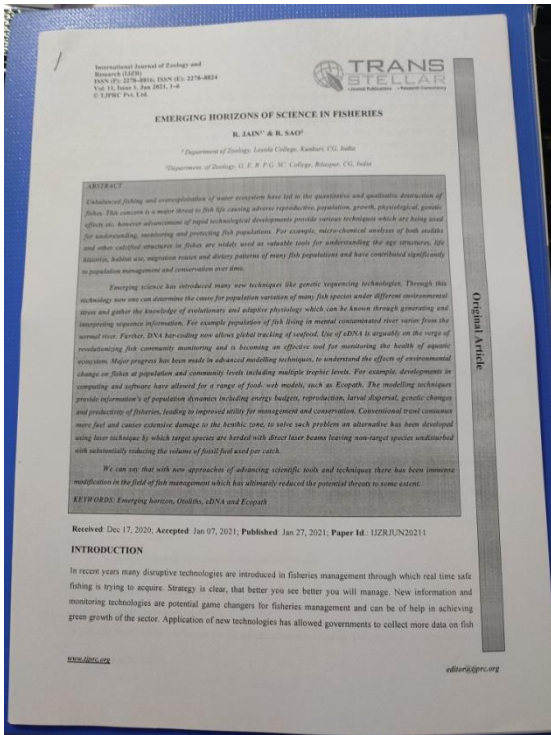 International Journal of Zoology and
Research (IJZR)
ISSN (P): 2278-8816; ISSN (E): 2278-8824
Vol. 11, Issue 1, Jun 2021, 1-6
© TJPRC Pvt. Ltd.
TRANS
STELLAR
• Journal Publications • Research Consultancy
EMERGING HORIZONS OF SCIENCE IN FISHERIES
R. JAIN¹* & R. SAO²
¹Department of Zoology, Loyola College, Kunkuri, CG, India
²Department of Zoology, G. E. R. P.G. SC. College, Bilaspur, CG, India
ABSTRACT
Unbalanced fishing and overexploitation of water ecosystem have led to the quantitative and qualitative destruction of
fishes. This concern is a major threat to fish life causing adverse reproductive, population, growth, physiological, genetic
effects etc. however advancement of rapid technological developments provide various techniques which are being used
for understanding, monitoring and protecting fish populations. For example, micro-chemical analyses of both otoliths
and other calcified structures in fishes are widely used as valuable tools for understanding the age structures, life
histories, habitat use, migration routes and dietary patterns of many fish populations and have contributed significantly
to population management and conservation over time.
Emerging science has introduced many new techniques like genetic sequencing technologies. Through this
technology now one can determine the cause for population variation of many fish species under different environmental
stress and gather the knowledge of evolutionary and adaptive physiology which can be known through generating and
interpreting sequence information. For example population of fish living in mental contaminated river varies from the
normal river. Further, DNA bar-coding now allows global tracking of seafood. Use of eDNA is arguably on the verge of
revolutionizing fish community monitoring and is becoming an effective tool for monitoring the health of aquatic
ecosystem. Major progress has been made in advanced modelling techniques, to understand the effects of environmental
change on fishes at population and community levels including multiple trophic levels. For example, developments in
computing and software have allowed for a range of food- web models, such as Ecopath. The modelling techniques
provide information's of population dynamics including energy budgets, reproduction, larval dispersal, genetic changes
and productivity of fisheries, leading to improved utility for management and conservation. Conventional trawl consumes
more fuel and causes extensive damage to the benthic zone, to solve such problem an alternative has been developed
using laser technique by which target species are herded with direct laser beams leaving non-target species undisturbed
with substantially reducing the volume of fossil fuel used per catch.
We can say that with new approaches of advancing scientific tools and techniques there has been immense
modification in the field of fish management which has ultimately reduced the potential threats to some extent.
KEYWORDS: Emerging horizon, Otoliths, eDNA and Ecopath
Original Article
Received: Dec 17, 2020; Accepted: Jan 07, 2021; Published: Jan 27, 2021; Paper Id.: IJZRJUN20211
INTRODUCTION
In recent years many disruptive technologies are introduced in fisheries management through which real time safe
fishing is trying to acquire. Strategy is clear, that better you see better you will manage. New information and
monitoring technologies are potential game changers for fisheries management and can be of help in achieving
green growth of the sector. Application of new technologies has allowed governments to collect more data on fish
www.tjprc.org
editor@tjprc.org